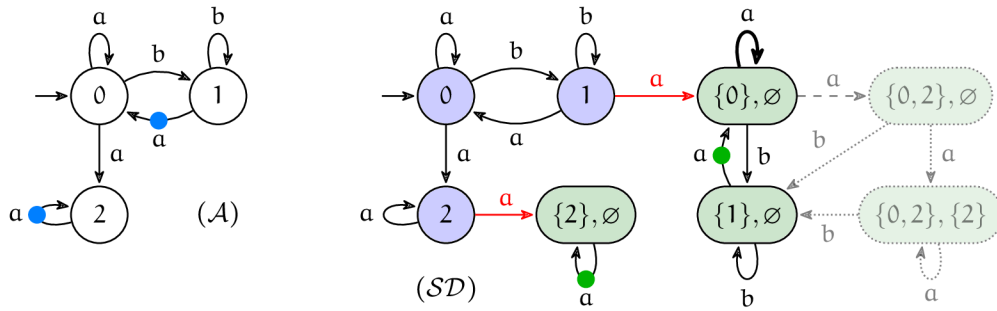 a b a b a
b
0 1 0 1 a {0}, ∅ a {0, 2}, ∅
a a b
a a a b a
a 2 (𝒜) a 2 a {2}, ∅ {1}, ∅ b {0, 2}, {2}
(𝒮𝒟) a b a